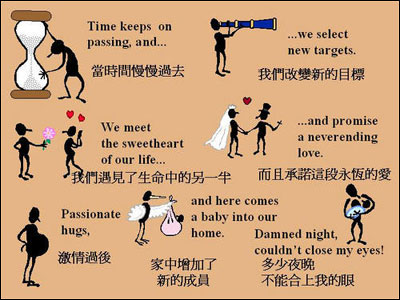 Time keeps on
passing, and...
當時間慢慢過去
...we select
new targets.
我們改變新的目標
We meet
the sweetheart
of our life...
我們遇見了生命中的另一半
...and promise
a neverending
love.
而且承諾這段永恆的愛
Passionate
hugs,
激情過後
and here comes
a baby into our
home.
家中增加了
新的成員
Damned night,
couldn't close my eyes!
多少夜晚
不能合上我的眼